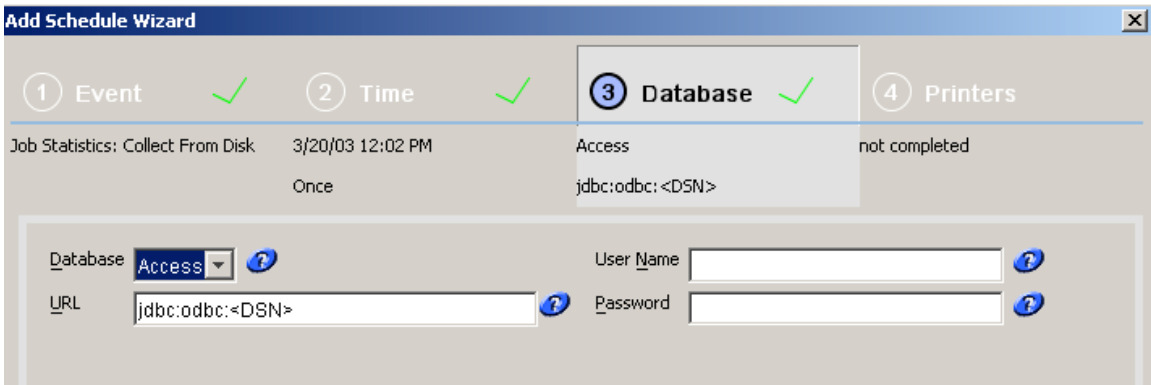 Add Schedule Wizard
1 Event 2 Time 3 Database 4 Printers
Job Statistics: Collect From Disk 3/20/03 12:02 PM Access not completed
Once jdbc:odbc:<DSN>
Database Access ? User Name ?
URL jdbc:odbc:<DSN> ? Password ?